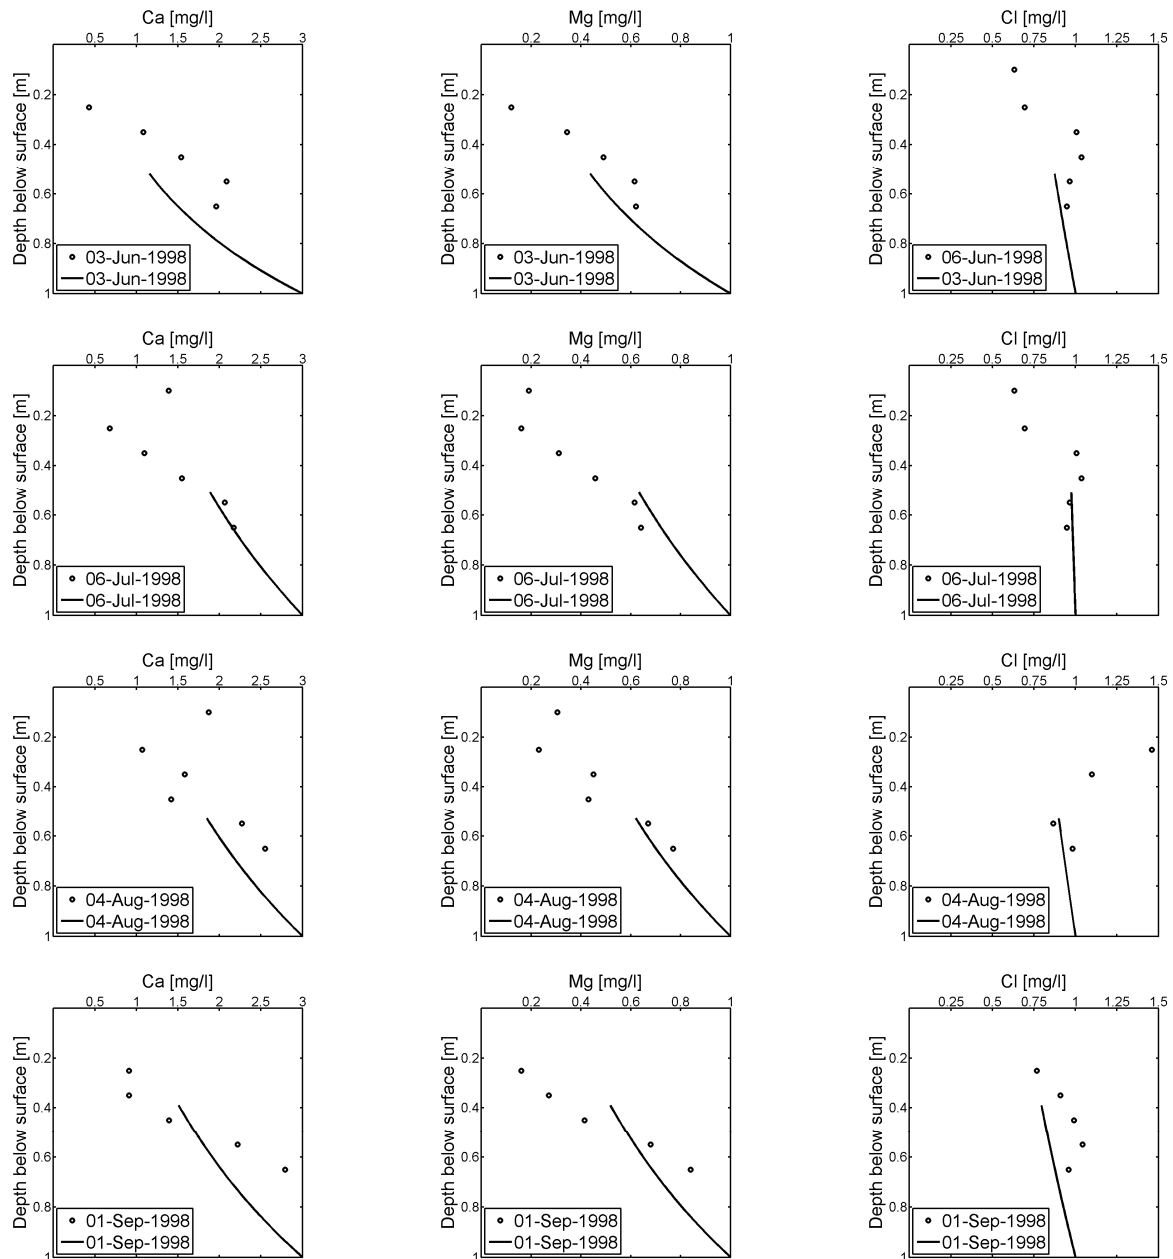 Ca [mg/l]
0.5 1 1.5 2 2.5 3
Depth below surface [m]
0.2
0.4
0.6
0.8
1
03-Jun-1998
03-Jun-1998
Mg [mg/l]
0.2 0.4 0.6 0.8 1
Depth below surface [m]
0.2
0.4
0.6
0.8
1
03-Jun-1998
03-Jun-1998
Cl [mg/l]
0.25 0.5 0.75 1 1.25 1.5
Depth below surface [m]
0.2
0.4
0.6
0.8
1
06-Jun-1998
03-Jun-1998
Ca [mg/l]
0.5 1 1.5 2 2.5 3
Depth below surface [m]
0.2
0.4
0.6
0.8
1
06-Jul-1998
06-Jul-1998
Mg [mg/l]
0.2 0.4 0.6 0.8 1
Depth below surface [m]
0.2
0.4
0.6
0.8
1
06-Jul-1998
06-Jul-1998
Cl [mg/l]
0.25 0.5 0.75 1 1.25 1.5
Depth below surface [m]
0.2
0.4
0.6
0.8
1
06-Jul-1998
06-Jul-1998
Ca [mg/l]
0.5 1 1.5 2 2.5 3
Depth below surface [m]
0.2
0.4
0.6
0.8
1
04-Aug-1998
04-Aug-1998
Mg [mg/l]
0.2 0.4 0.6 0.8 1
Depth below surface [m]
0.2
0.4
0.6
0.8
1
04-Aug-1998
04-Aug-1998
Cl [mg/l]
0.25 0.5 0.75 1 1.25 1.5
Depth below surface [m]
0.2
0.4
0.6
0.8
1
04-Aug-1998
04-Aug-1998
Ca [mg/l]
0.5 1 1.5 2 2.5 3
Depth below surface [m]
0.2
0.4
0.6
0.8
1
01-Sep-1998
01-Sep-1998
Mg [mg/l]
0.2 0.4 0.6 0.8 1
Depth below surface [m]
0.2
0.4
0.6
0.8
1
01-Sep-1998
01-Sep-1998
Cl [mg/l]
0.25 0.5 0.75 1 1.25 1.5
Depth below surface [m]
0.2
0.4
0.6
0.8
1
01-Sep-1998
01-Sep-1998